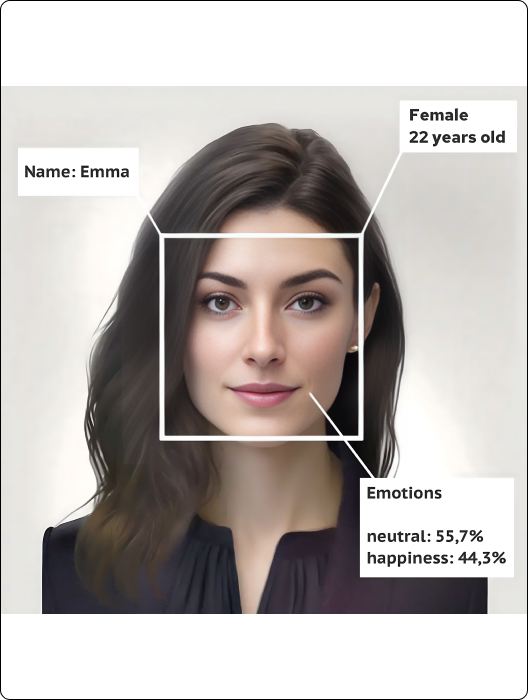 Female
22 years old
Name: Emma
Emotions
neutral: 55,7%
happiness: 44,3%